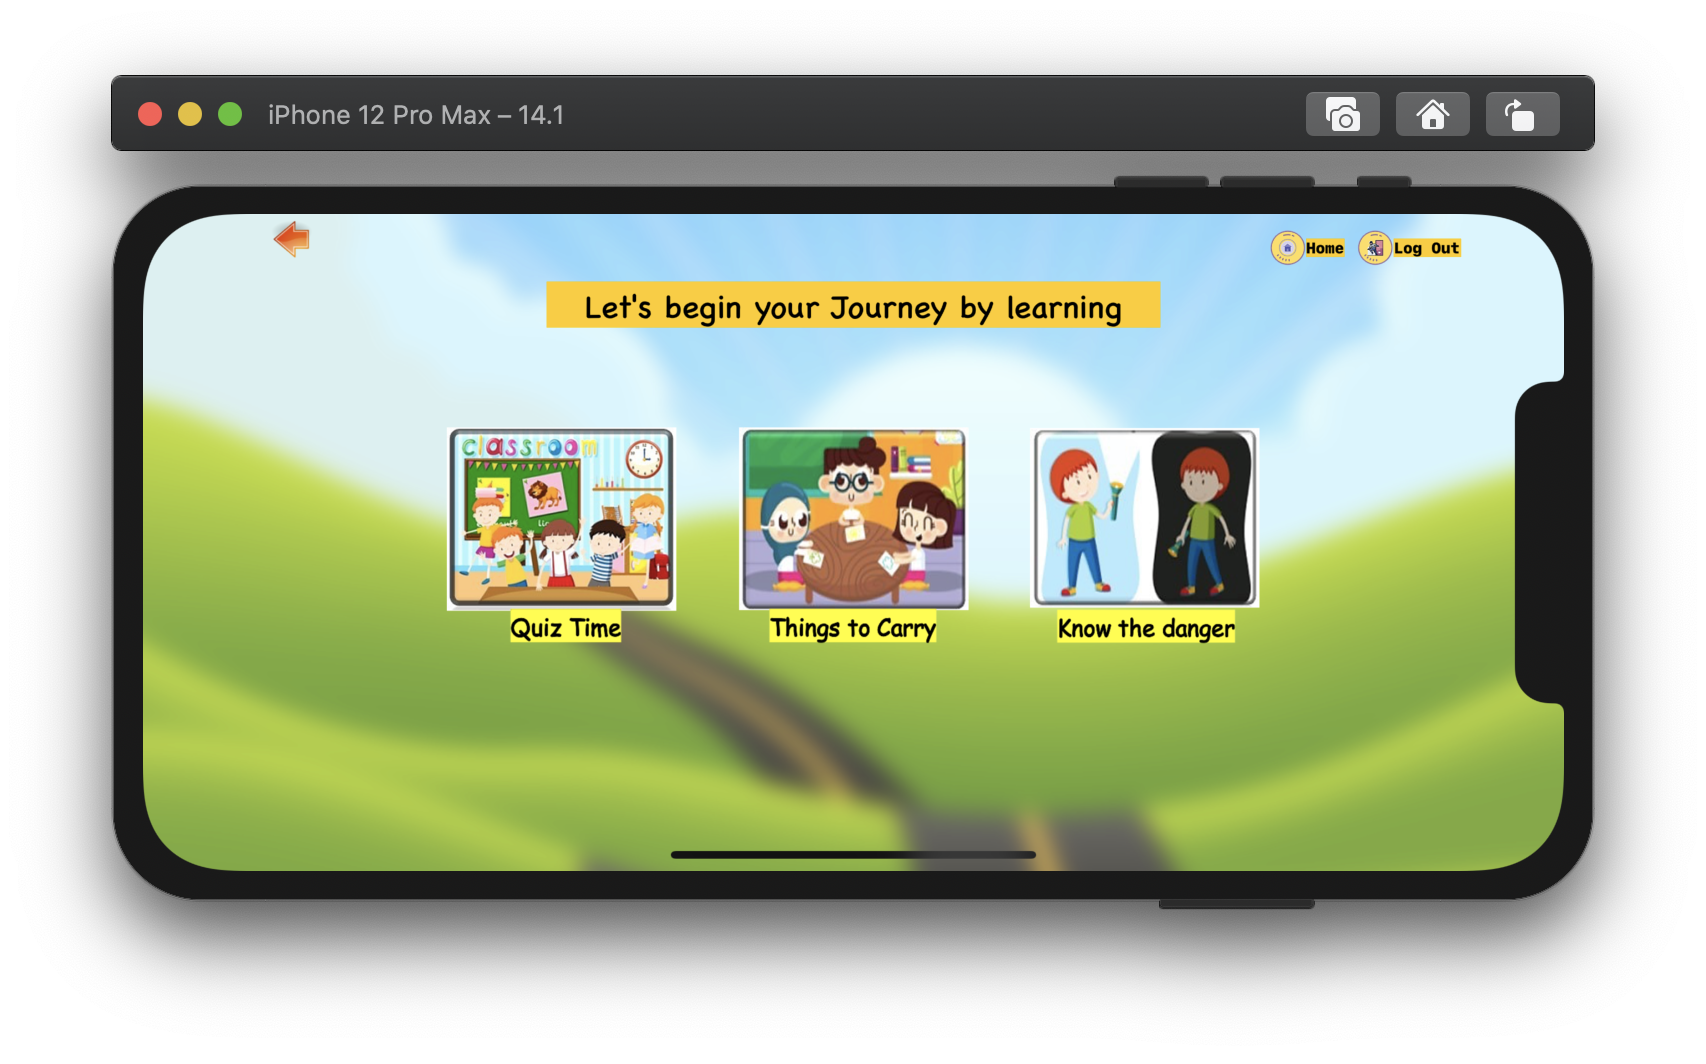 iPhone 12 Pro Max – 14.1
Home
Log Out
Let's begin your Journey by learning
classroom
Quiz Time
Things to Carry
Know the danger